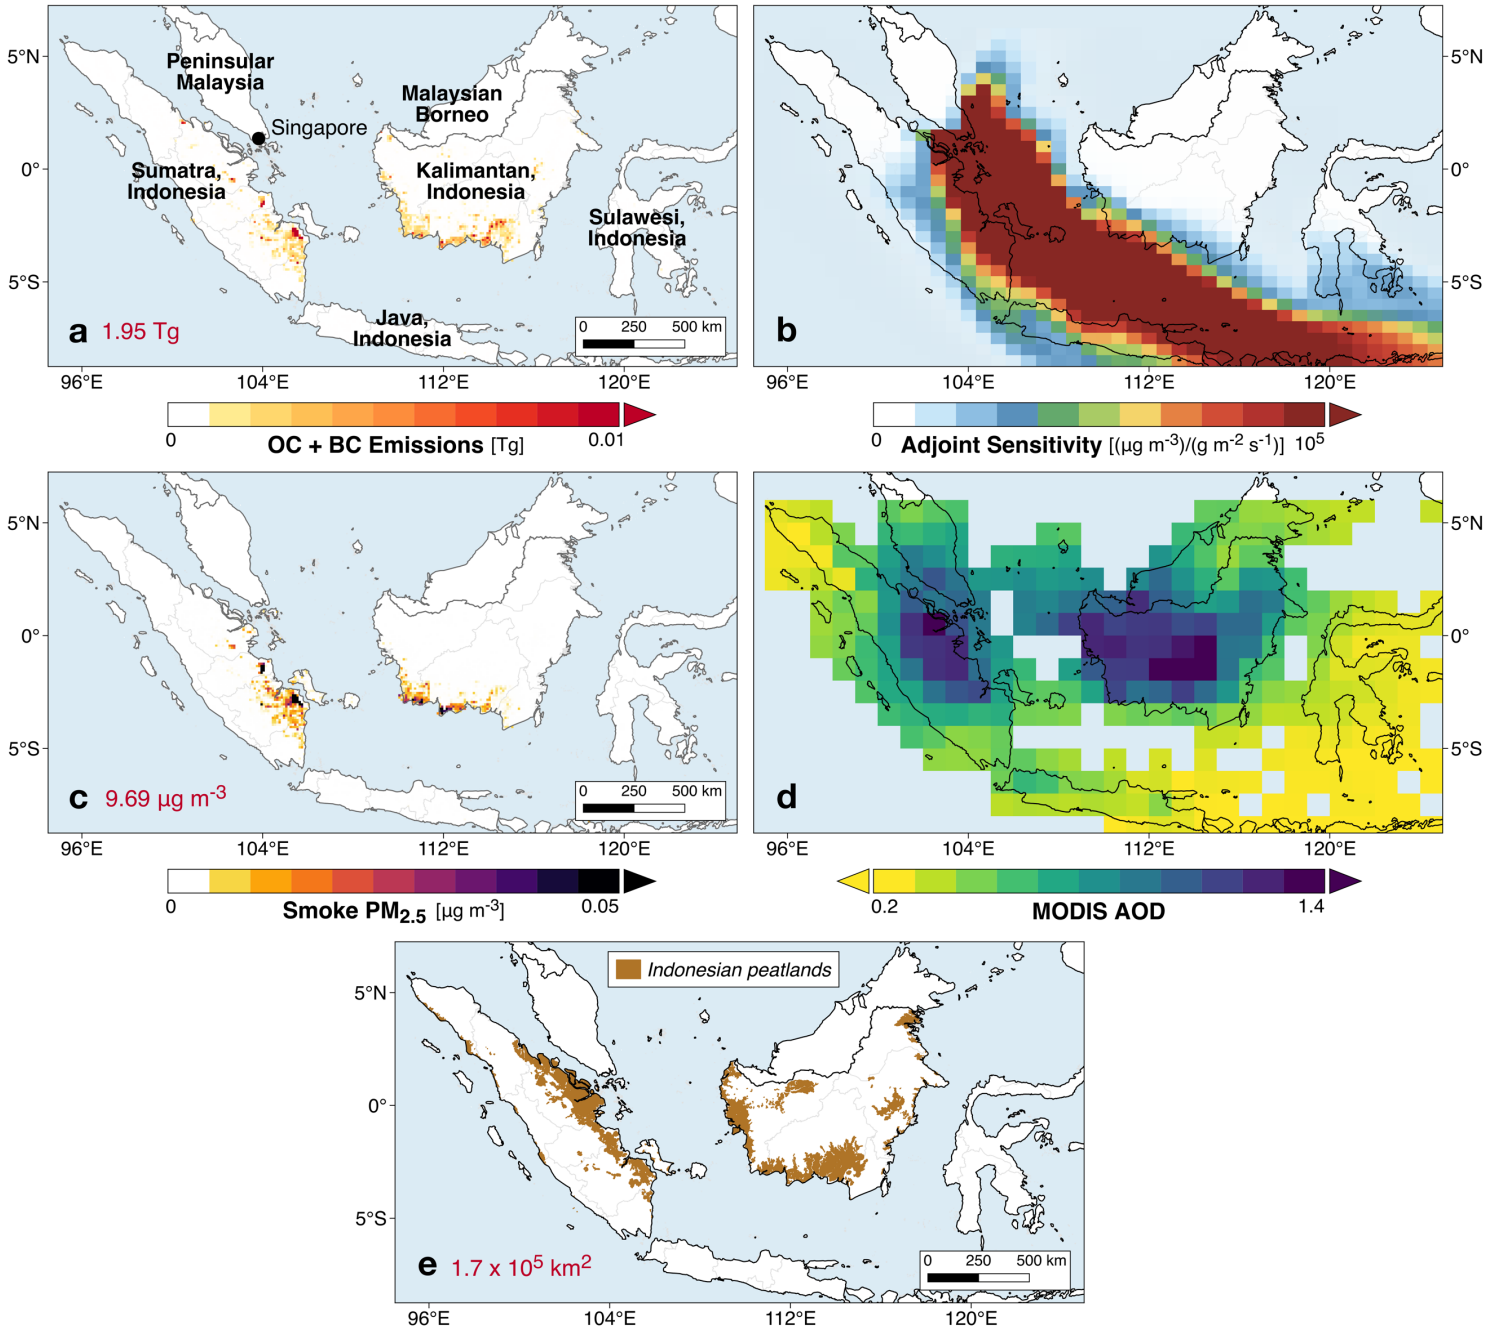 5°N
0°
5°S
Peninsular
Malaysia
Malaysian
Borneo
Singapore
Sumatra,
Indonesia
Kalimantan,
Indonesia
Sulawesi,
Indonesia
Java,
Indonesia
a 1.95 Tg
0 250 500 km
96°E 104°E 112°E 120°E
0 0.01
OC + BC Emissions [Tg]
5°N
0°
5°S
b
96°E 104°E 112°E 120°E
0 10⁵
Adjoint Sensitivity [(μg m⁻³)/(g m⁻² s⁻¹)]
5°N
0°
5°S
c 9.69 μg m⁻³
0 250 500 km
96°E 104°E 112°E 120°E
0 0.05
Smoke PM₂.₅ [μg m⁻³]
5°N
0°
5°S
d
96°E 104°E 112°E 120°E
0.2 1.4
MODIS AOD
Indonesian peatlands
5°N
0°
5°S
e 1.7 x 10⁵ km²
0 250 500 km
96°E 104°E 112°E 120°E